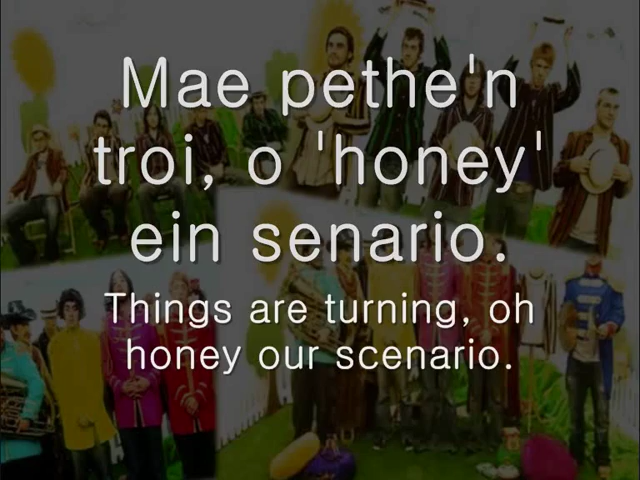 Mae pethe'n
troi, o 'honey'
ein senario.
Things are turning, oh
honey our scenario.